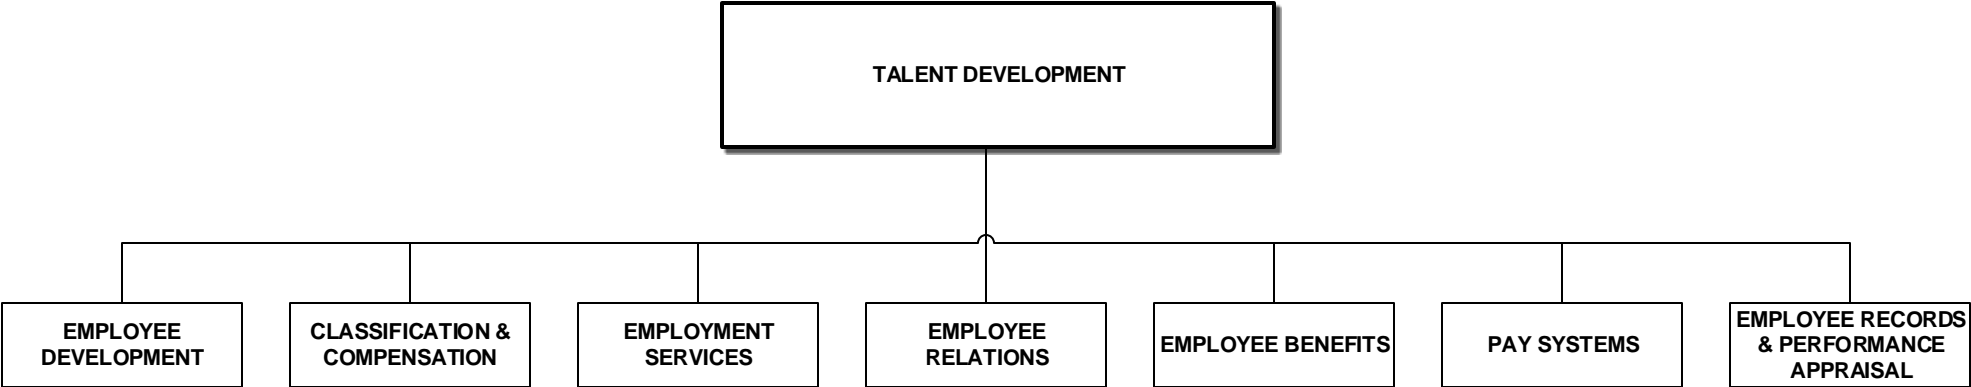 TALENT DEVELOPMENT
EMPLOYEE
DEVELOPMENT
CLASSIFICATION &
COMPENSATION
EMPLOYMENT
SERVICES
EMPLOYEE
RELATIONS
EMPLOYEE BENEFITS
PAY SYSTEMS
EMPLOYEE RECORDS
& PERFORMANCE
APPRAISAL